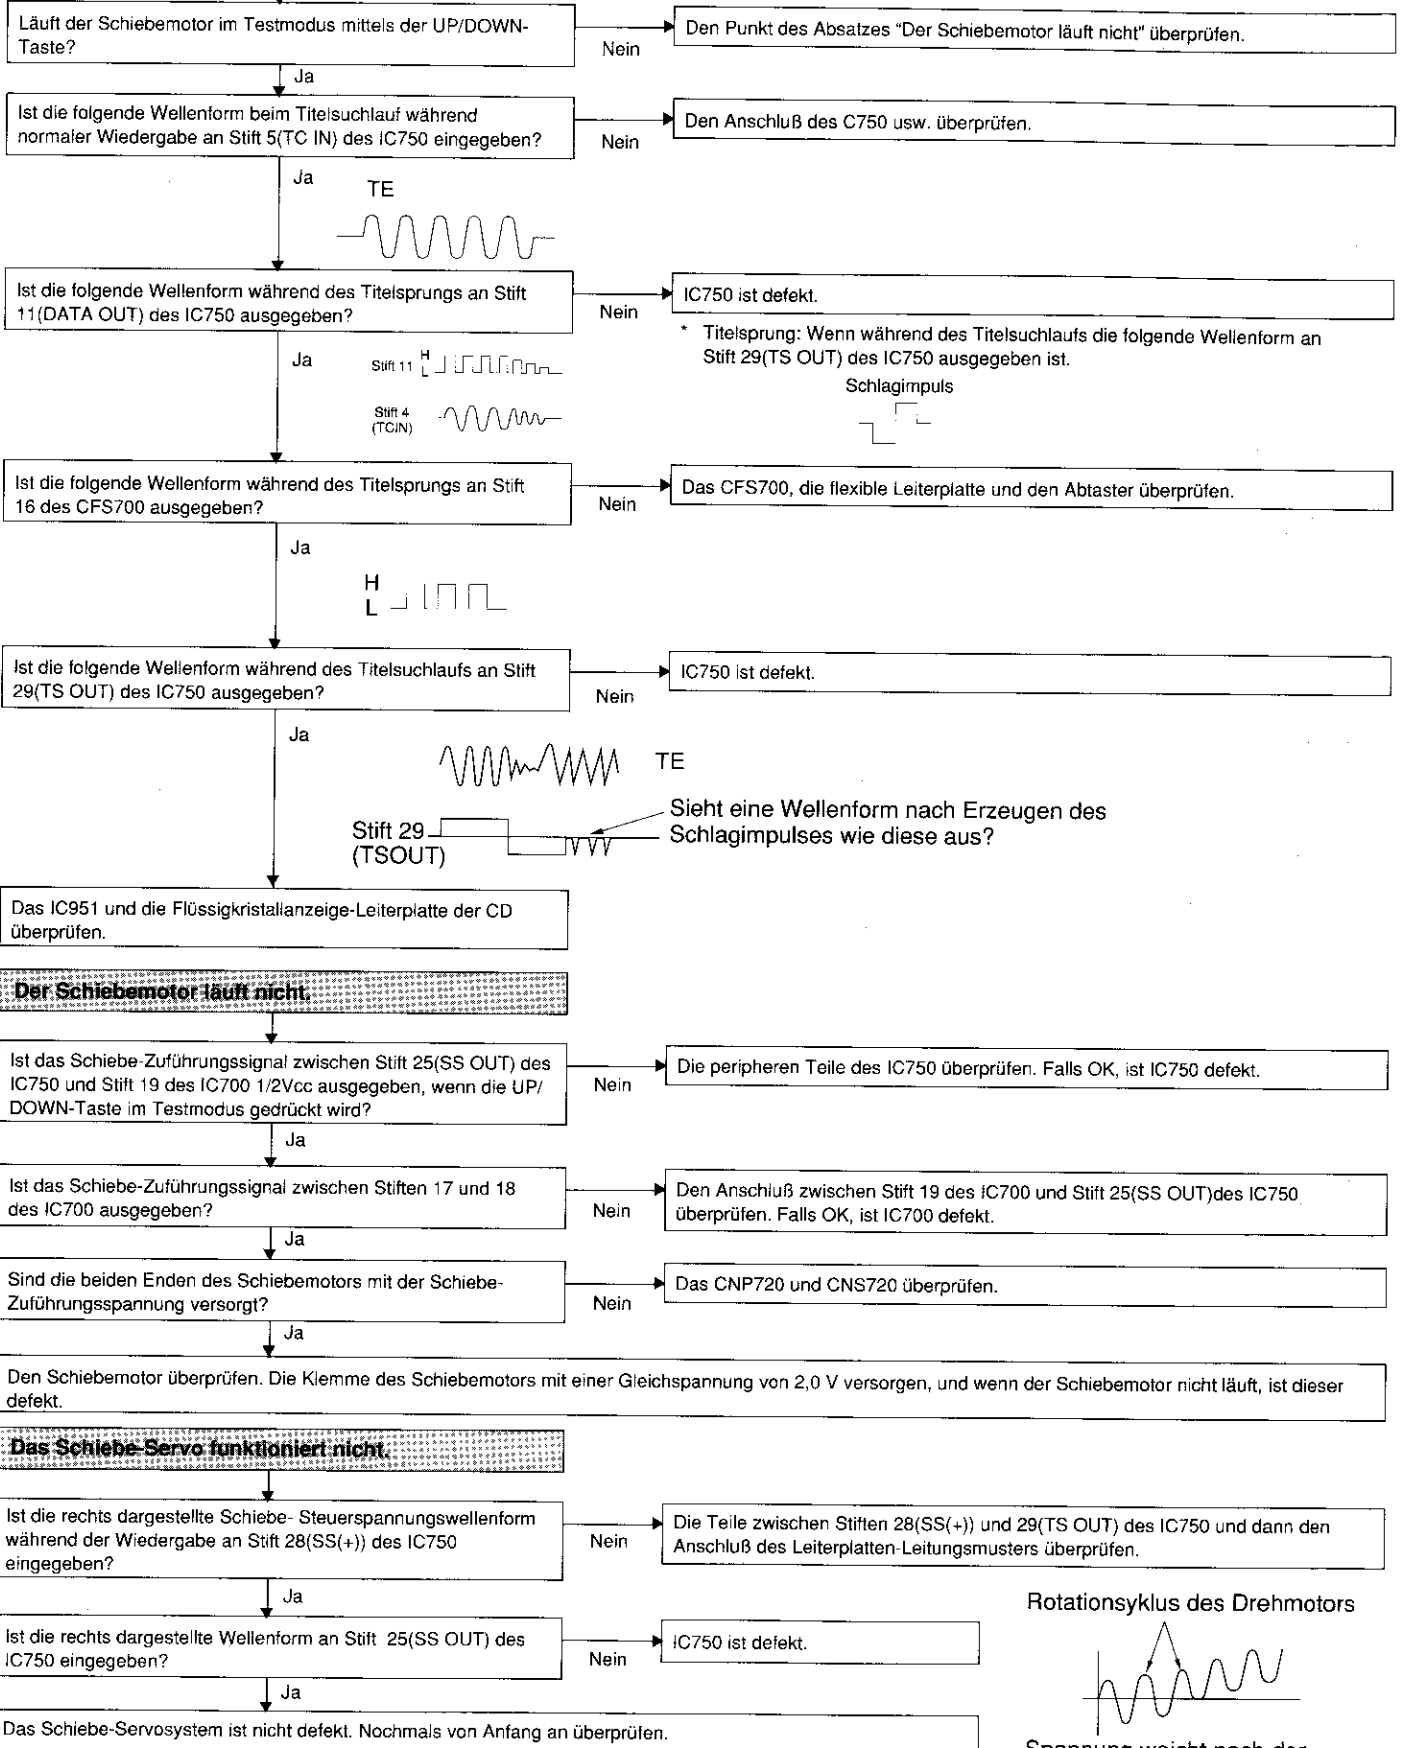 Läuft der Schiebemotor im Testmodus mittels der UP/DOWN-
Taste?
Nein
Den Punkt des Absatzes “Der Schiebemotor läuft nicht” überprüfen.
Ja
Ist die folgende Wellenform beim Titelsuchlauf während
normaler Wiedergabe an Stift 5(TC IN) des IC750 eingegeben?
Nein
Den Anschluß des C750 usw. überprüfen.
Ja
TE
Ist die folgende Wellenform während des Titelsprungs an Stift
11(DATA OUT) des IC750 ausgegeben?
Nein
IC750 ist defekt.
* Titelsprung: Wenn während des Titelsuchlaufs die folgende Wellenform an
Stift 29(TS OUT) des IC750 ausgegeben ist.
Schlagimpuls
Ja
Stift 11 H
L
Stift 4
(TCIN)
Ist die folgende Wellenform während des Titelsprungs an Stift
16 des CFS700 ausgegeben?
Nein
Das CFS700, die flexible Leiterplatte und den Abtaster überprüfen.
Ja
H
L
Ist die folgende Wellenform während des Titelsuchlaufs an Stift
29(TS OUT) des IC750 ausgegeben?
Nein
IC750 ist defekt.
Ja
TE
Stift 29
(TSOUT)
Sieht eine Wellenform nach Erzeugen des
Schlagimpulses wie diese aus?
Das IC951 und die Flüssigkristallanzeige-Leiterplatte der CD
überprüfen.
Der Schiebemotor läuft nicht.
Ist das Schiebe-Zuführungssignal zwischen Stift 25(SS OUT) des
IC750 und Stift 19 des IC700 1/2Vcc ausgegeben, wenn die UP/
DOWN-Taste im Testmodus gedrückt wird?
Nein
Die peripheren Teile des IC750 überprüfen. Falls OK, ist IC750 defekt.
Ja
Ist das Schiebe-Zuführungssignal zwischen Stiften 17 und 18
des IC700 ausgegeben?
Nein
Den Anschluß zwischen Stift 19 des IC700 und Stift 25(SS OUT)des IC750
überprüfen. Falls OK, ist IC700 defekt.
Ja
Sind die beiden Enden des Schiebemotors mit der Schiebe-
Zuführungsspannung versorgt?
Nein
Das CNP720 und CNS720 überprüfen.
Ja
Den Schiebemotor überprüfen. Die Klemme des Schiebemotors mit einer Gleichspannung von 2,0 V versorgen, und wenn der Schiebemotor nicht läuft, ist dieser
defekt.
Das Schiebe-Servo funktioniert nicht.
Ist die rechts dargestellte Schiebe- Steuerspannungswellenform
während der Wiedergabe an Stift 28(SS(+)) des IC750
eingegeben?
Nein
Die Teile zwischen Stiften 28(SS(+)) und 29(TS OUT) des IC750 und dann den
Anschluß des Leiterplatten-Leitungsmusters überprüfen.
Ja
Rotationsyklus des Drehmotors
Ist die rechts dargestellte Wellenform an Stift 25(SS OUT) des
IC750 eingegeben?
Nein
IC750 ist defekt.
Ja
Das Schiebe-Servosystem ist nicht defekt. Nochmals von Anfang an überprüfen.
Spannung weicht nach der